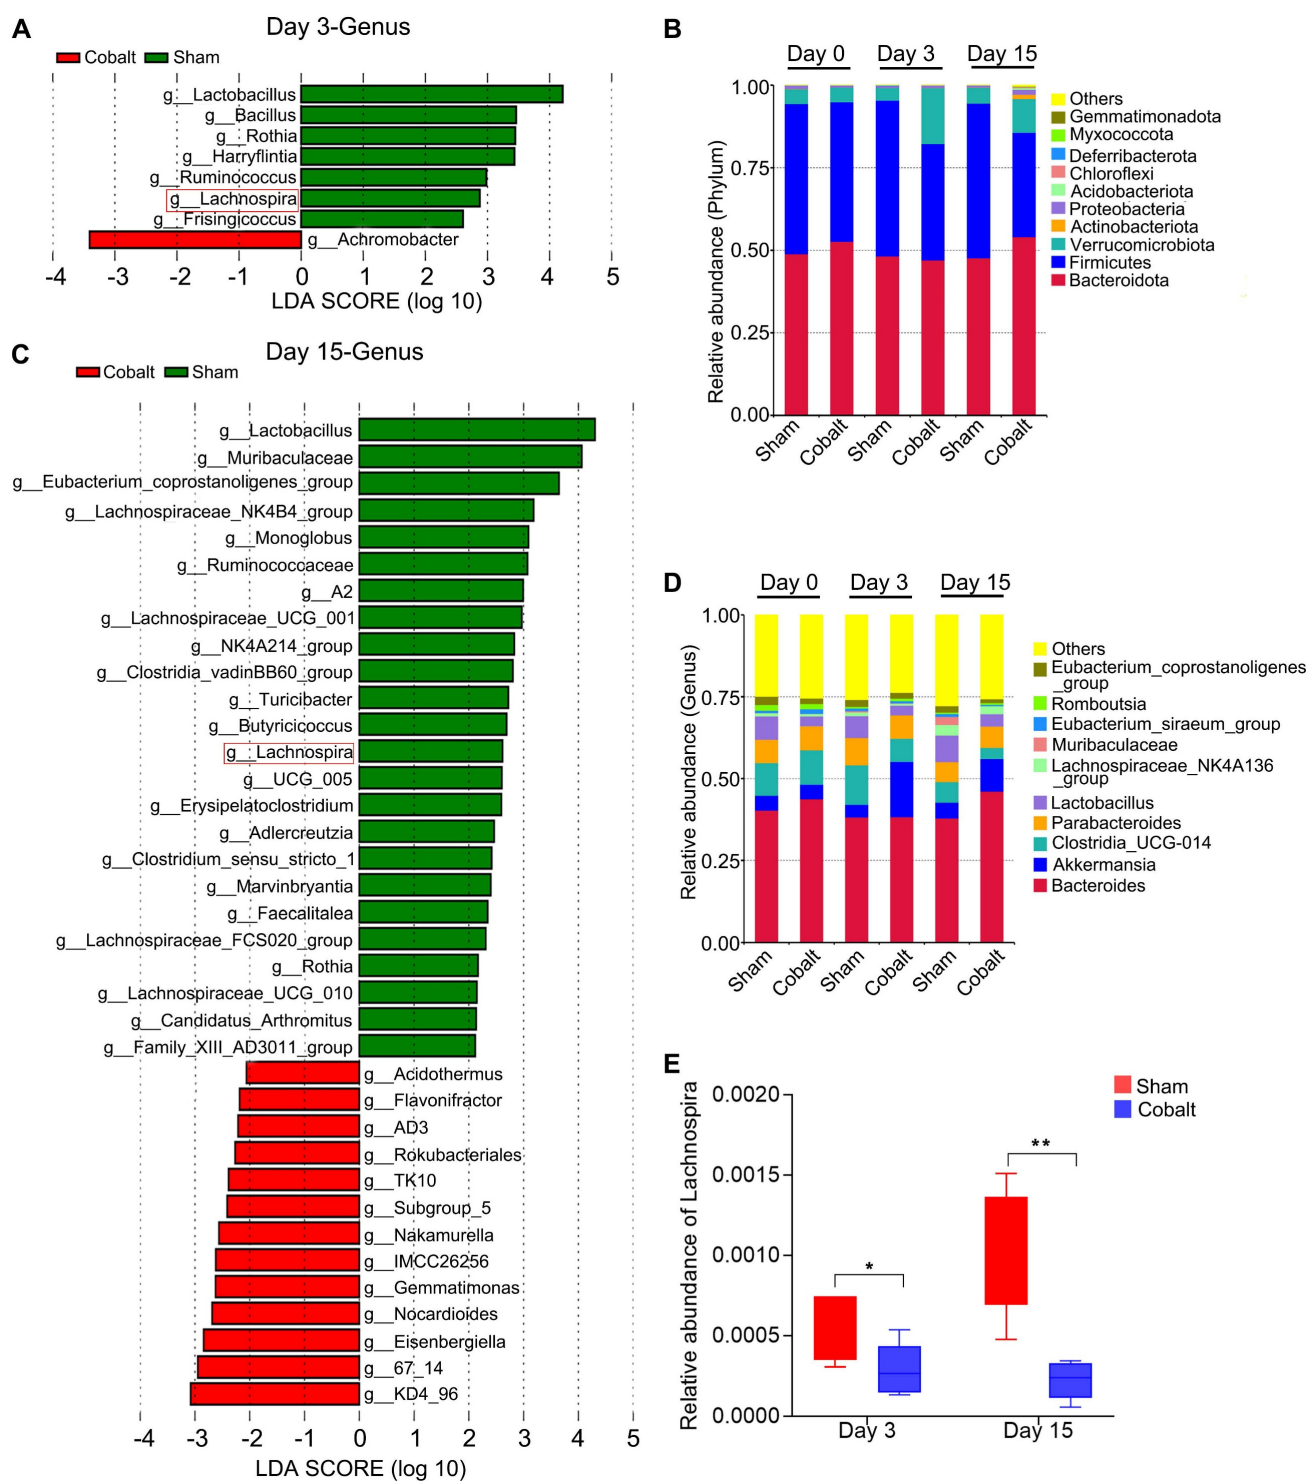 A
Day 3-Genus
Cobalt
Sham
g__Lactobacillus
g__Bacillus
g__Rothia
g__Harryflintia
g__Ruminococcus
g__Lachnospira
g__Frisingicoccus
g__Achromobacter
-4 -3 -2 -1 0 1 2 3 4 5
LDA SCORE (log 10)
B
Day 0 Day 3 Day 15
Relative abundance (Phylum)
1.00
0.75
0.50
0.25
0.00
Sham Cobalt Sham Cobalt Sham Cobalt
Others
Gemmatimonadota
Myxococcota
Deferribacterota
Chloroflexi
Acidobacteriota
Proteobacteria
Actinobacteriota
Verrucomicrobiota
Firmicutes
Bacteroidota
C
Day 15-Genus
Cobalt
Sham
g__Lactobacillus
g__Muribaculaceae
g__Eubacterium_coprostanoligenes_group
g__Lachnospiraceae_NK4B4_group
g__Monoglobus
g__Ruminococcaceae
g__A2
g__Lachnospiraceae_UCG_001
g__NK4A214_group
g__Clostridia_vadinBB60_group
g__Turicibacter
g__Butyricicoccus
g__Lachnospira
g__UCG_005
g__Erysipelatoclostridium
g__Adlercreutzia
g__Clostridium_sensu_stricto_1
g__Marvinbryantia
g__Faecalitalea
g__Lachnospiraceae_FCS020_group
g__Rothia
g__Lachnospiraceae_UCG_010
g__Candidatus_Arthromitus
g__Family_XIII_AD3011_group
g__Acidothermus
g__Flavonifractor
g__AD3
g__Rokubacteriales
g__TK10
g__Subgroup_5
g__Nakamurella
g__IMCC26256
g__Gemmatimonas
g__Nocardioides
g__Eisenbergiella
g__67_14
g__KD4_96
-4 -3 -2 -1 0 1 2 3 4 5
LDA SCORE (log 10)
D
Day 0 Day 3 Day 15
Relative abundance (Genus)
1.00
0.75
0.50
0.25
0.00
Sham Cobalt Sham Cobalt Sham Cobalt
Others
Eubacterium_coprostanoligenes
_group
Romboutsia
Eubacterium_siraeum_group
Muribaculaceae
Lachnospiraceae_NK4A136
_group
Lactobacillus
Parabacteroides
Clostridia_UCG-014
Akkermansia
Bacteroides
E
Relative abundance of Lachnospira
0.0020
0.0015
0.0010
0.0005
0.0000
*
**
Day 3 Day 15
Sham
Cobalt